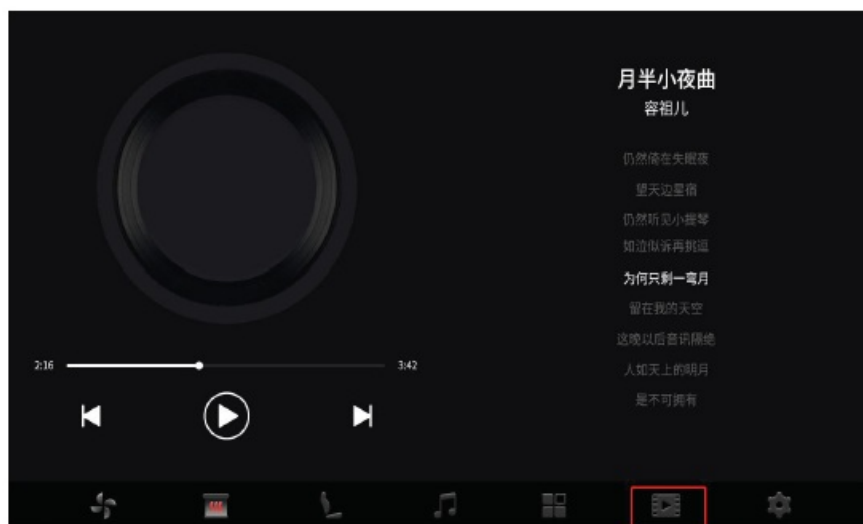 月半小夜曲
容祖儿
仍然倚在失眠夜
望天边星宿
仍然听见小提琴
如泣似诉再挑逗
为何只剩一弯月
留在我的天空
这晚以后音讯隔绝
人如天上的明月
是不可拥有
2:16
3:42